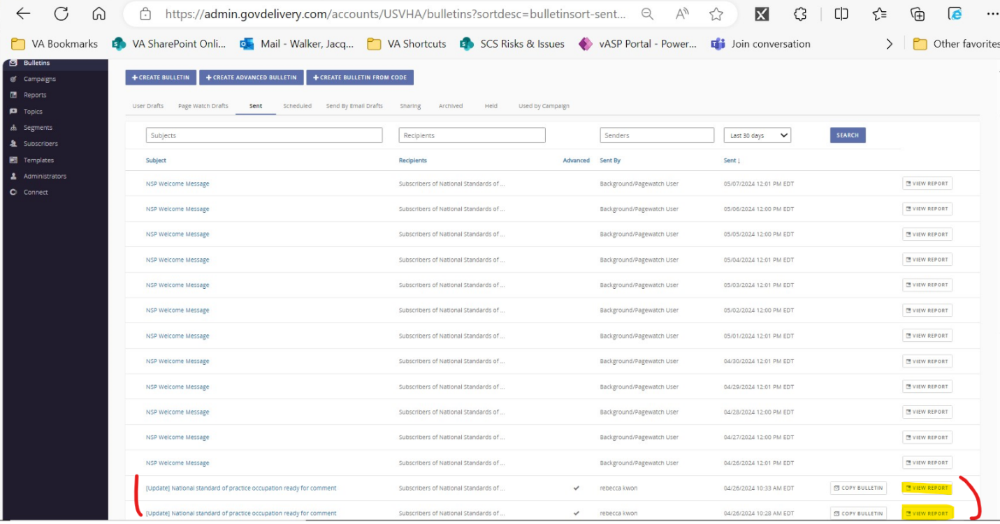 https://admin.govdelivery.com/accounts/USVHA/bulletins?sortdesc=bulletinsort-sent...
VA Bookmarks VA SharePoint Onli... Mail - Walker, Jacq... VA Shortcuts SCS Risks & Issues vASP Portal - Power... Join conversation Other favorites
Bulletins
Campaigns
Reports
Topics
Segments
Subscribers
Templates
Administrators
Connect
+ CREATE BULLETIN + CREATE ADVANCED BULLETIN + CREATE BULLETIN FROM CODE
User Drafts Page Watch Drafts Sent Scheduled Send By Email Drafts Sharing Archived Held Used by Campaign
Subjects Recipients Senders Last 30 days SEARCH
Subject Recipients Advanced Sent By Sent ↓
NSP Welcome Message Subscribers of National Standards of ... Background/Pagewatch User 05/07/2024 12:01 PM EDT VIEW REPORT
NSP Welcome Message Subscribers of National Standards of ... Background/Pagewatch User 05/06/2024 12:00 PM EDT VIEW REPORT
NSP Welcome Message Subscribers of National Standards of ... Background/Pagewatch User 05/05/2024 12:00 PM EDT VIEW REPORT
NSP Welcome Message Subscribers of National Standards of ... Background/Pagewatch User 05/04/2024 12:01 PM EDT VIEW REPORT
NSP Welcome Message Subscribers of National Standards of ... Background/Pagewatch User 05/03/2024 12:01 PM EDT VIEW REPORT
NSP Welcome Message Subscribers of National Standards of ... Background/Pagewatch User 05/02/2024 12:00 PM EDT VIEW REPORT
NSP Welcome Message Subscribers of National Standards of ... Background/Pagewatch User 05/01/2024 12:01 PM EDT VIEW REPORT
NSP Welcome Message Subscribers of National Standards of ... Background/Pagewatch User 04/30/2024 12:01 PM EDT VIEW REPORT
NSP Welcome Message Subscribers of National Standards of ... Background/Pagewatch User 04/29/2024 12:01 PM EDT VIEW REPORT
NSP Welcome Message Subscribers of National Standards of ... Background/Pagewatch User 04/28/2024 12:00 PM EDT VIEW REPORT
NSP Welcome Message Subscribers of National Standards of ... Background/Pagewatch User 04/27/2024 12:00 PM EDT VIEW REPORT
NSP Welcome Message Subscribers of National Standards of ... Background/Pagewatch User 04/26/2024 12:01 PM EDT VIEW REPORT
[Update] National standard of practice occupation ready for comment Subscribers of National Standards of ... ✓ rebecca kwon 04/26/2024 10:33 AM EDT COPY BULLETIN VIEW REPORT
[Update] National standard of practice occupation ready for comment Subscribers of National Standards of ... ✓ rebecca kwon 04/26/2024 10:28 AM EDT COPY BULLETIN VIEW REPORT